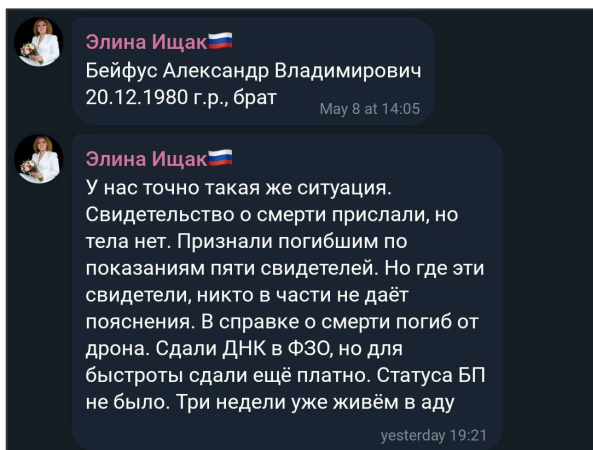 Элина Ищак🇷🇺
Бейфус Александр Владимирович
20.12.1980 г.р., брат
May 8 at 14:05
Элина Ищак🇷🇺
У нас точно такая же ситуация.
Свидетельство о смерти прислали, но
тела нет. Признали погибшим по
показаниям пяти свидетелей. Но где эти
свидетели, никто в части не даёт
пояснения. В справке о смерти погиб от
дрона. Сдали ДНК в ФЗО, но для
быстроты сдали ещё платно. Статуса БП
не было. Три недели уже живём в аду
yesterday 19:21